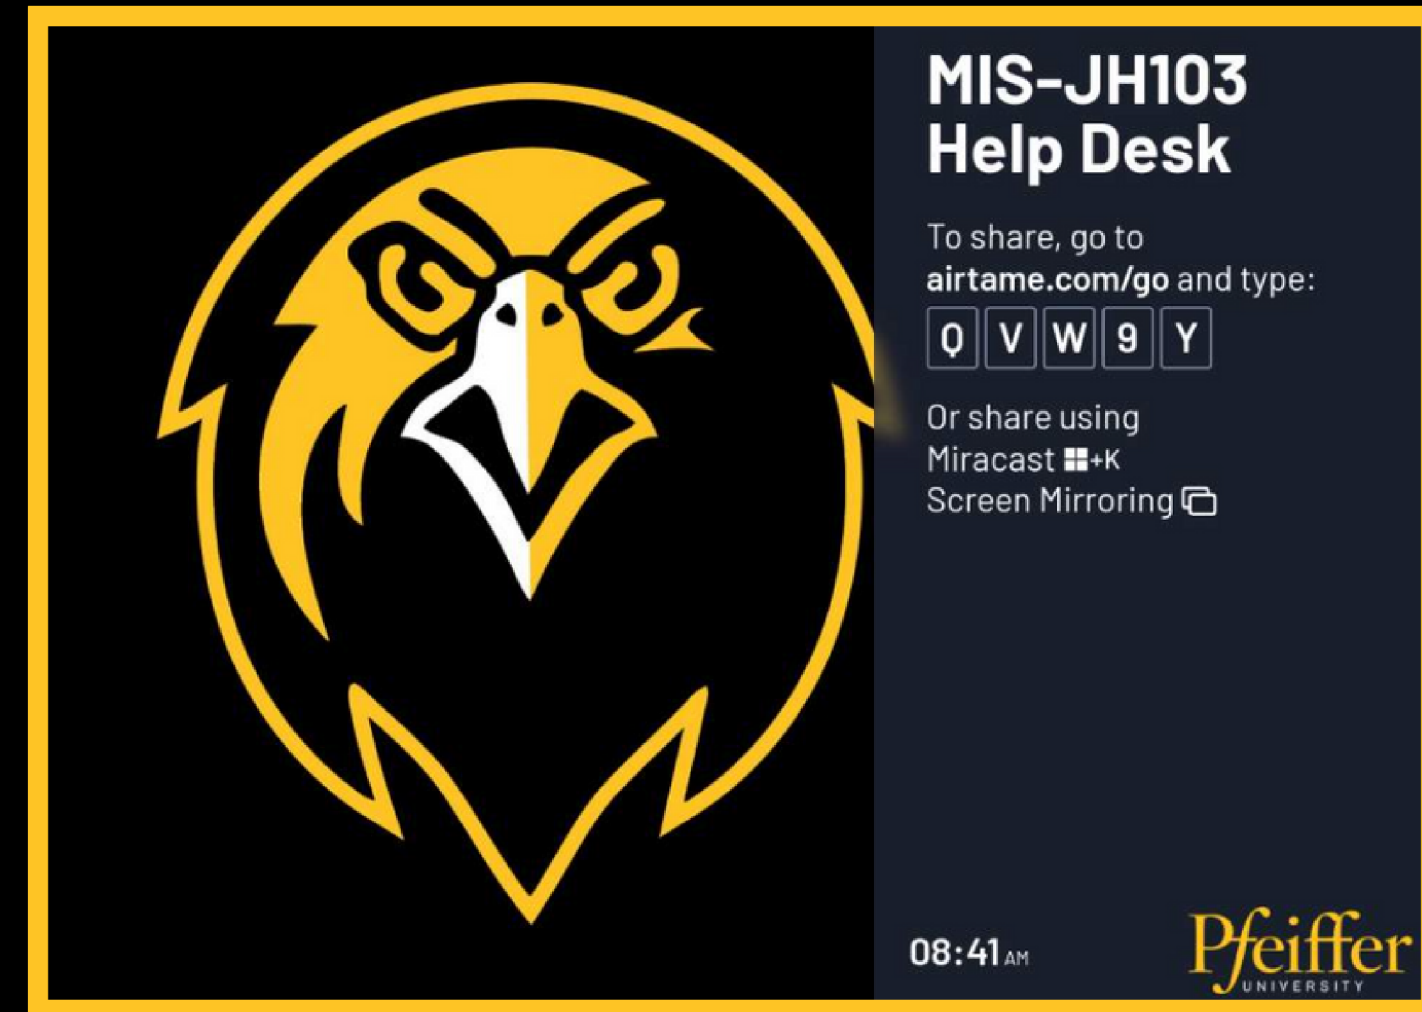 MIS-JH103
Help Desk
To share, go to
airtame.com/go and type:
Q V W 9 Y
Or share using
Miracast +K
Screen Mirroring
08:41 AM
Pfeiffer
UNIVERSITY